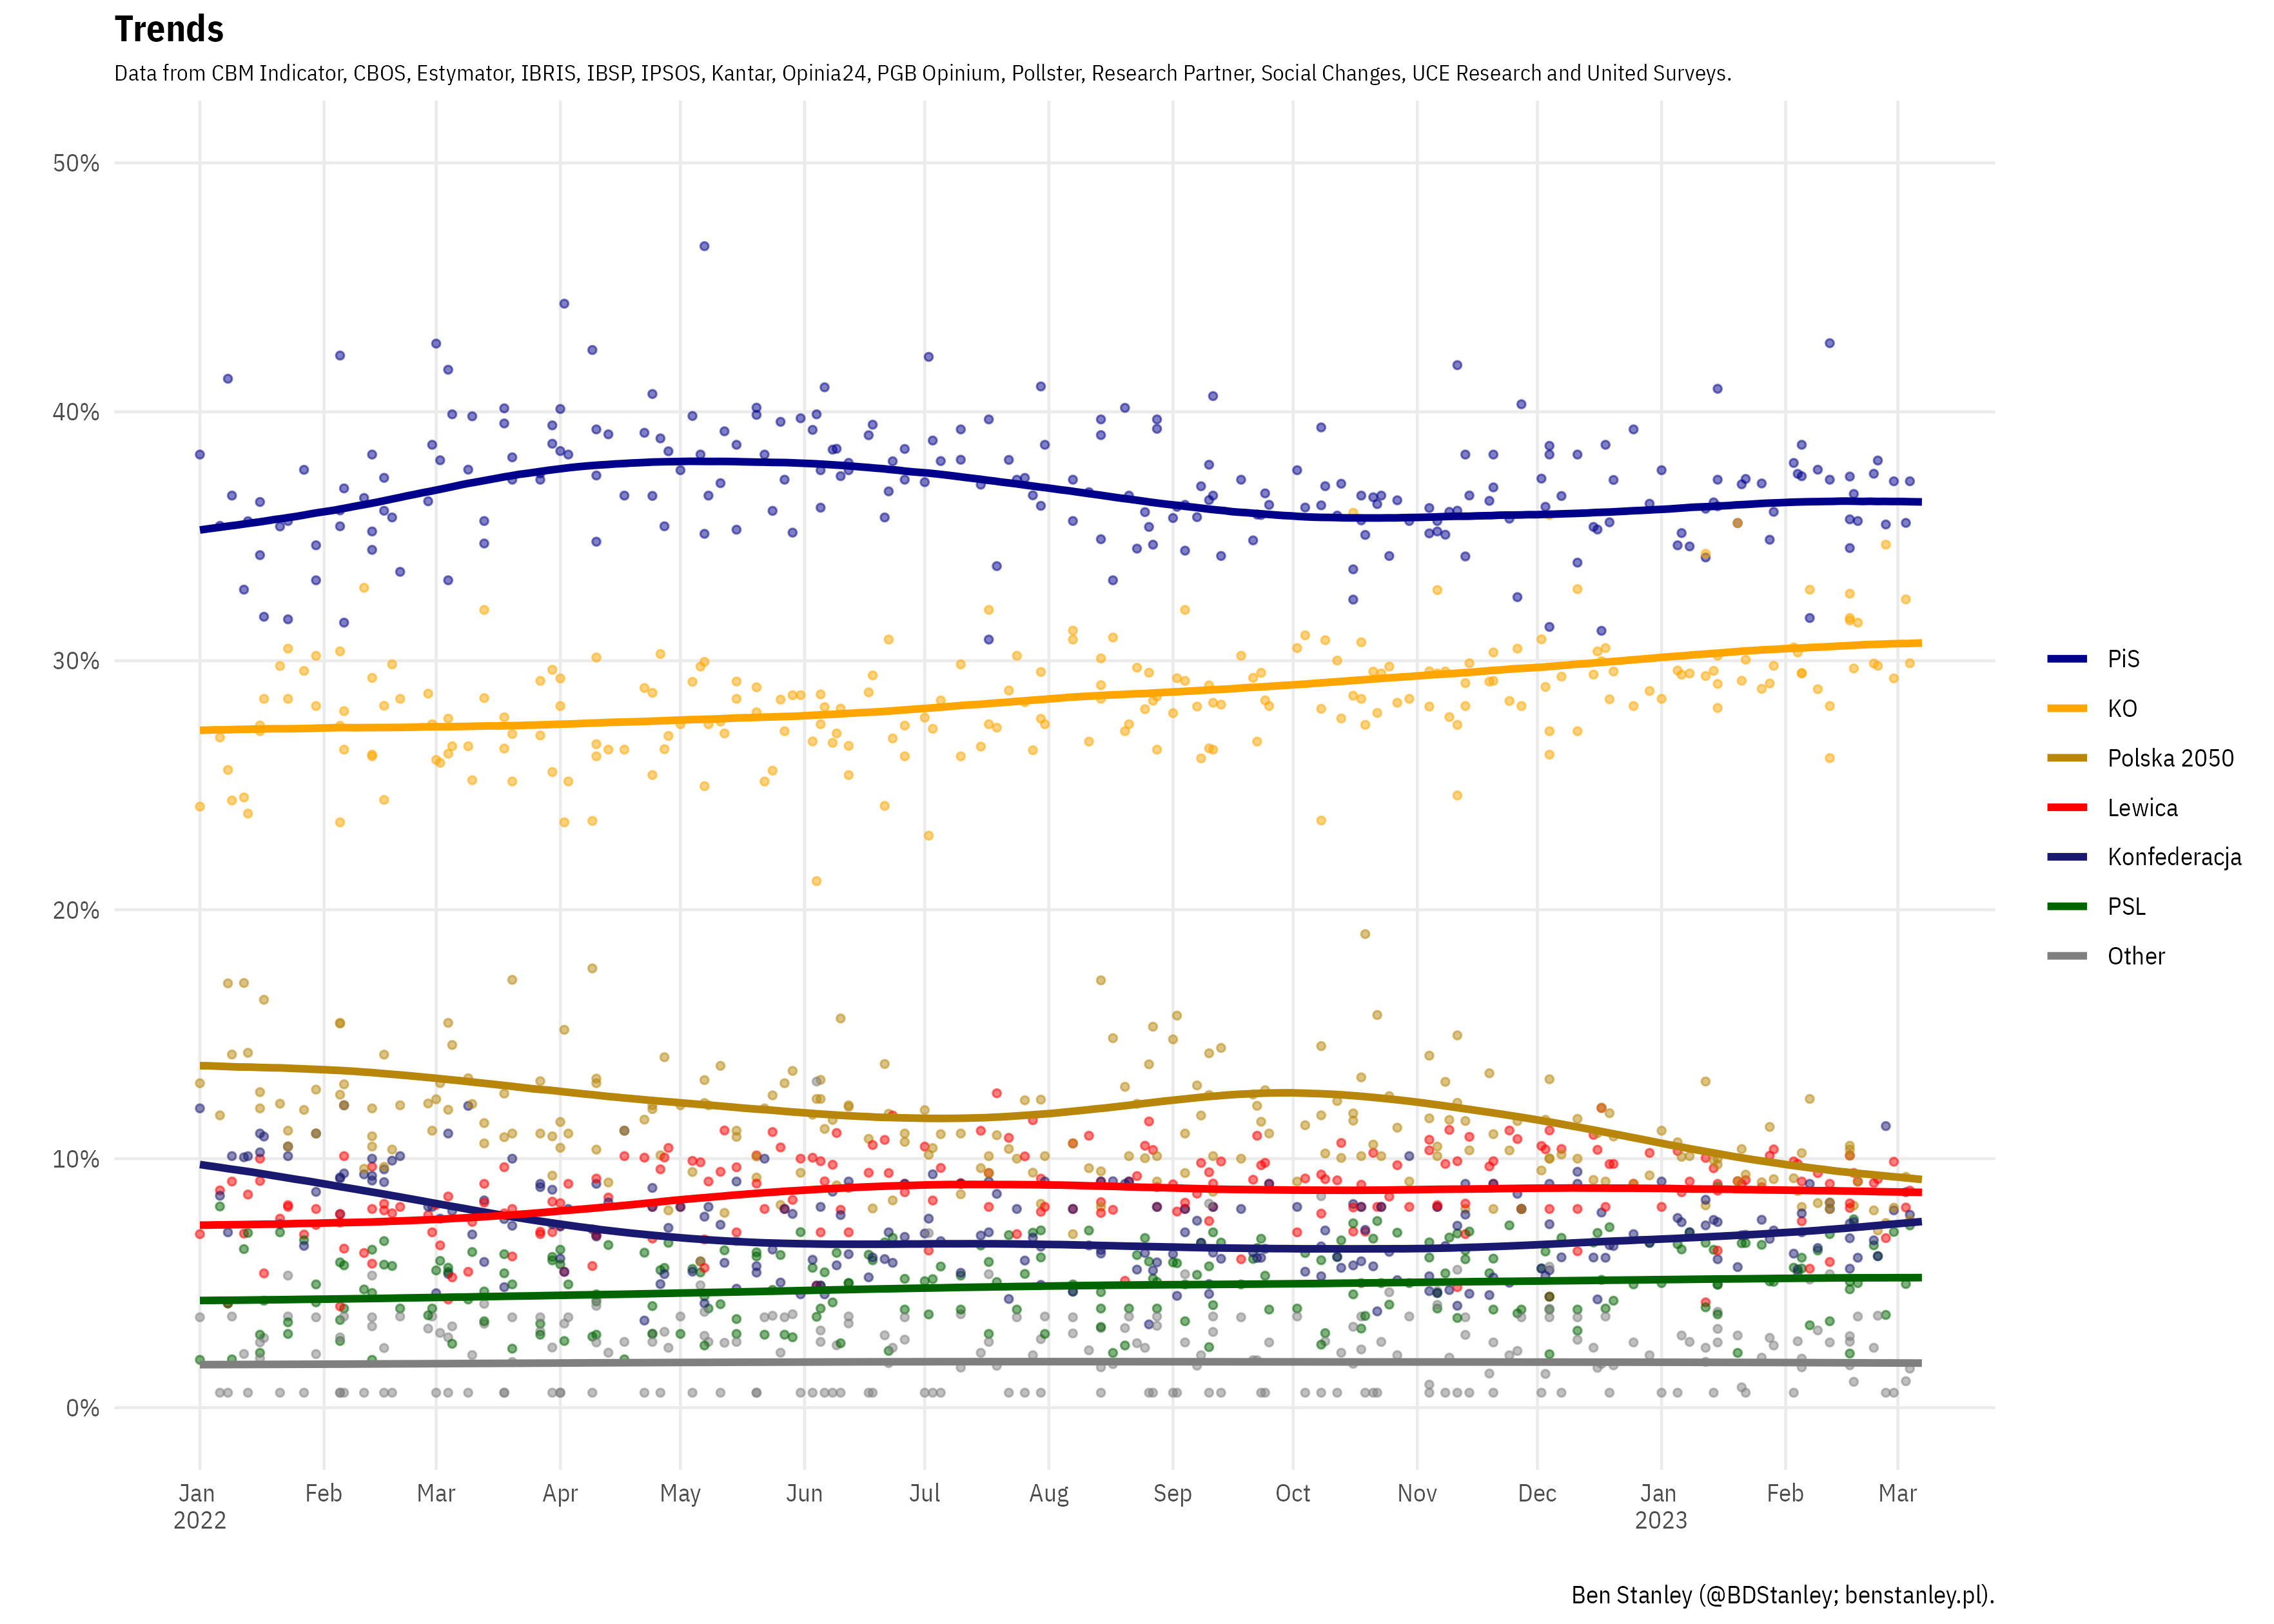 Trends
Data from CBM Indicator, CBOS, Estymator, IBRIS, IBSP, IPSOS, Kantar, Opinia24, PGB Opinium, Pollster, Research Partner, Social Changes, UCE Research and United Surveys.
50%
40%
30%
20%
10%
0%
PiS
KO
Polska 2050
Lewica
Konfederacja
PSL
Other
Jan Feb Mar Apr May Jun Jul Aug Sep Oct Nov Dec Jan Feb Mar
2022 2023
Ben Stanley (@BDStanley; benstanley.pl).